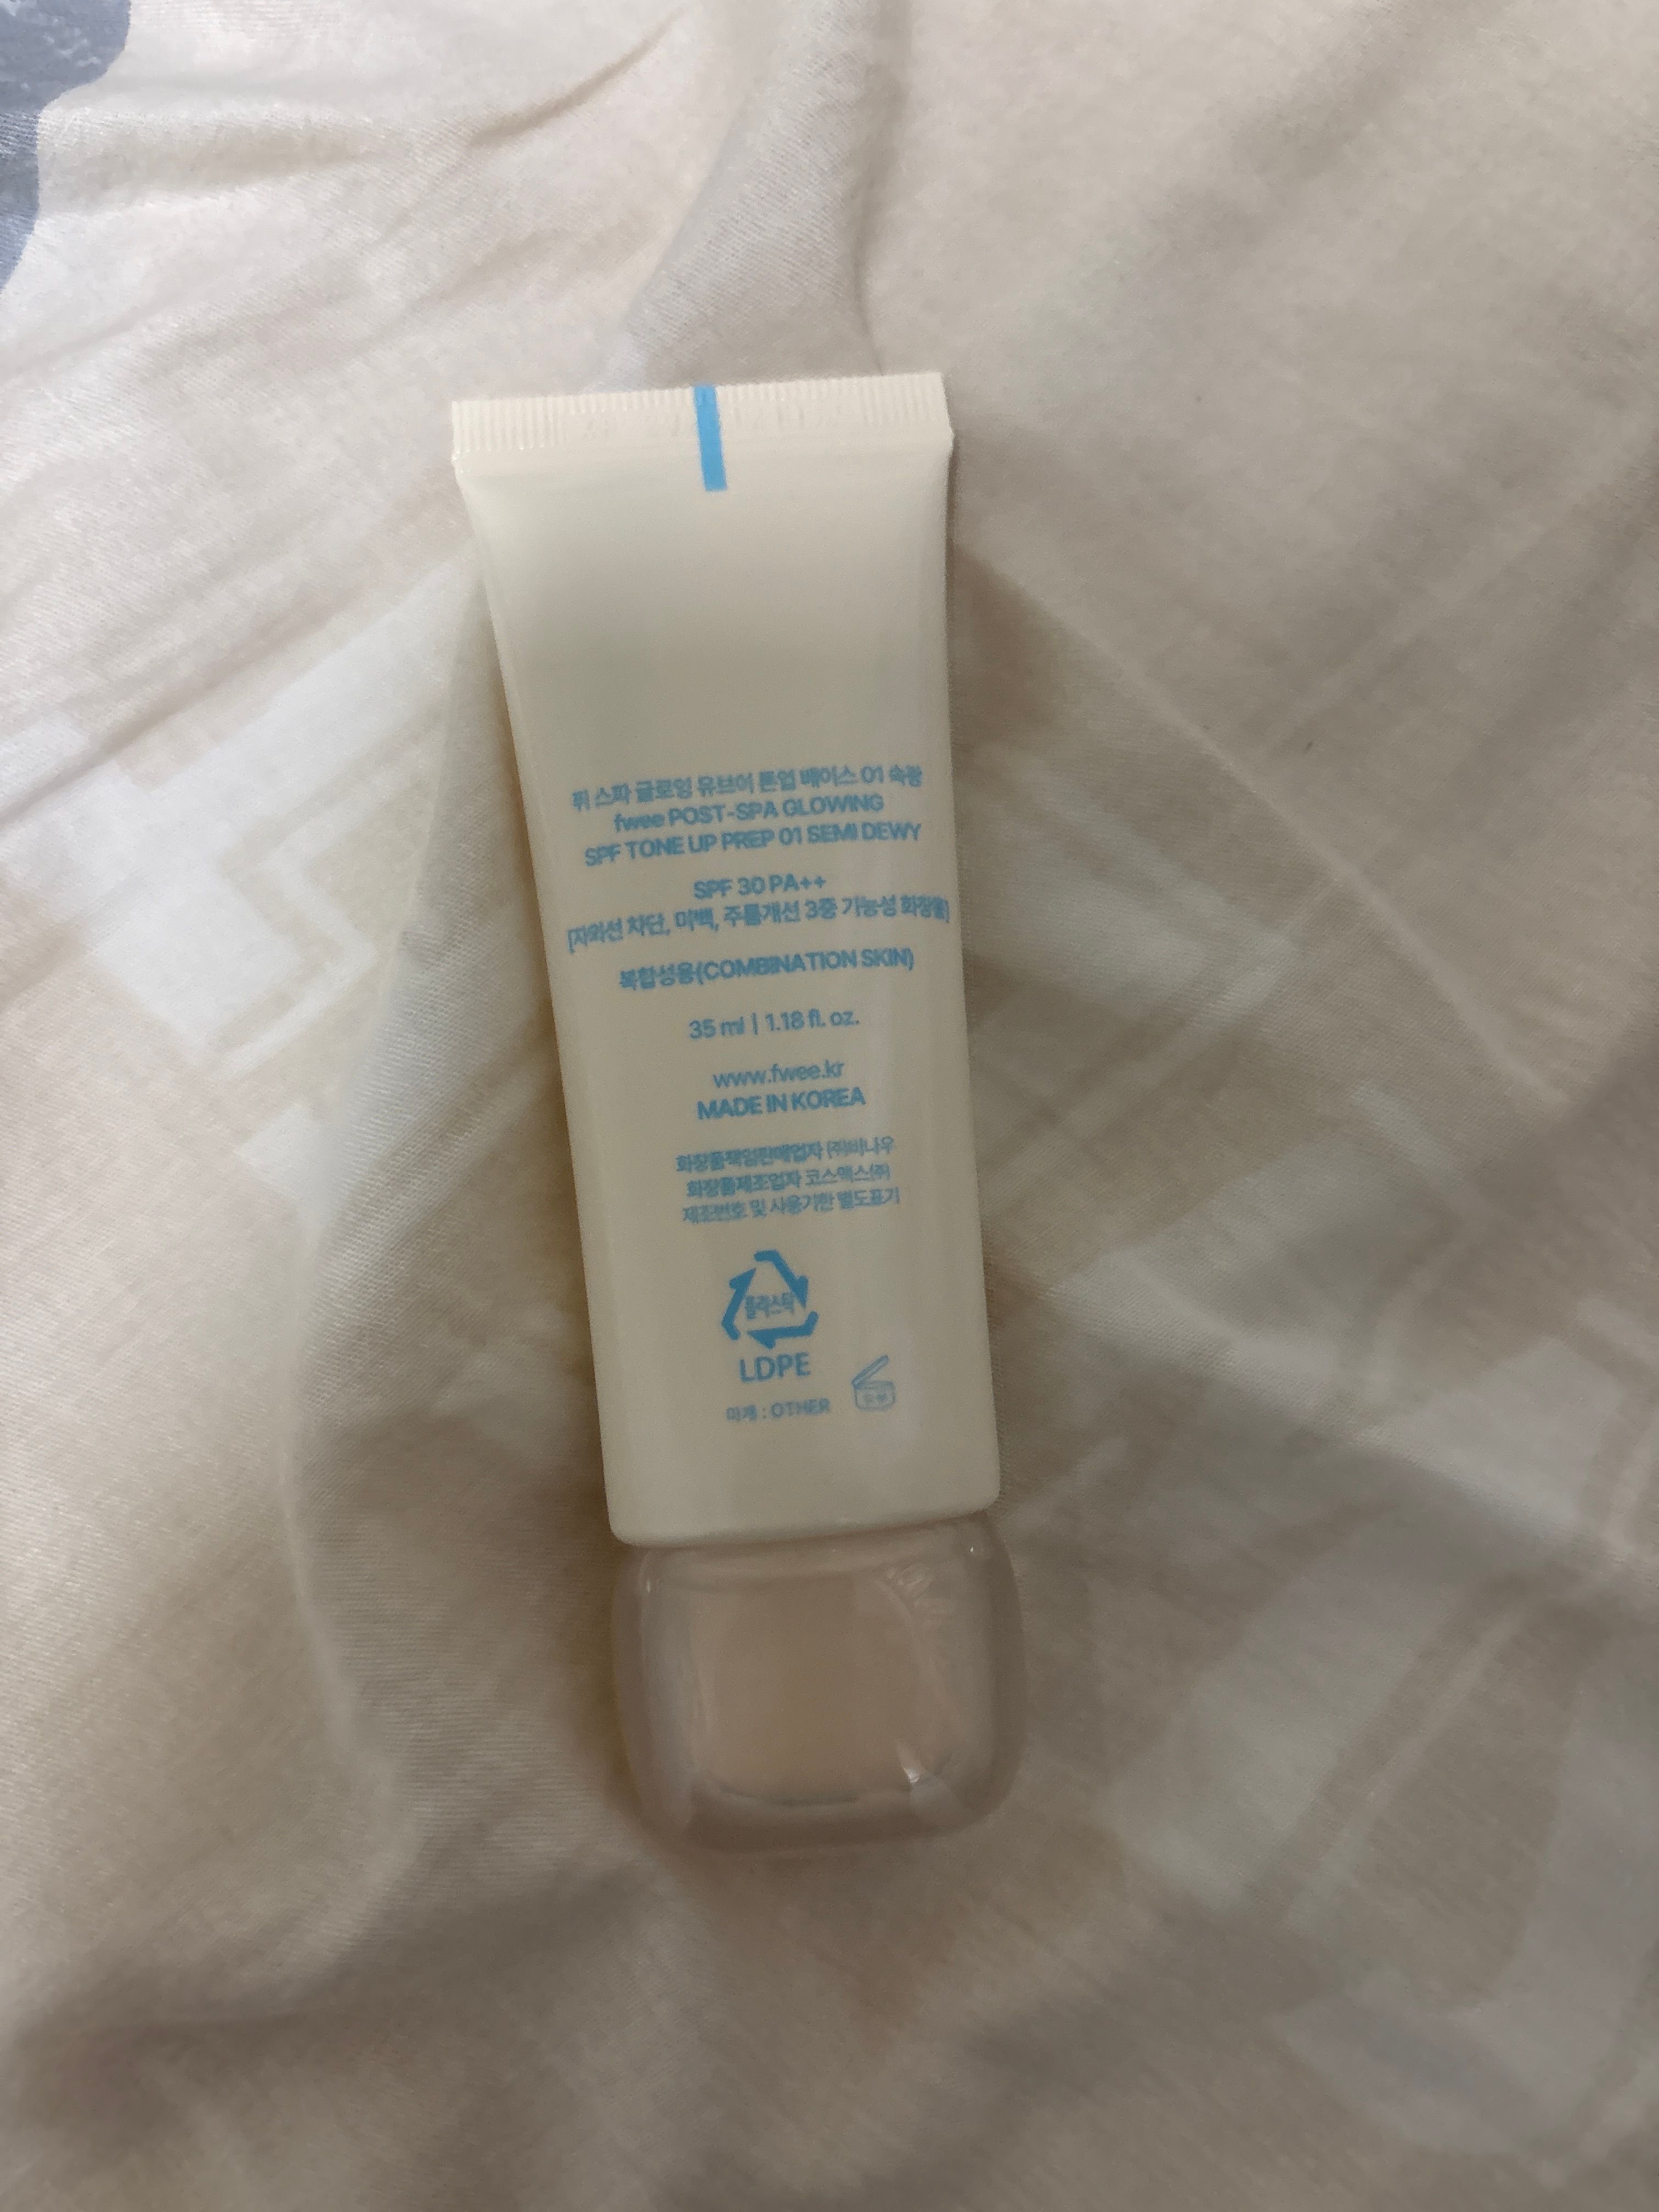 퓌 스파 글로잉 유브이 톤업 베이스 01 속광
fwee POST-SPA GLOWING
SPF TONE UP PREP 01 SEMI DEWY
SPF 30 PA++
[자외선 차단, 미백, 주름개선 3중 기능성 화장품]
복합성용(COMBINATION SKIN)
35 ml | 1.18 fl. oz.
www.fwee.kr
MADE IN KOREA
화장품책임판매업자 (주)비나우
화장품제조업자 코스맥스(주)
제조번호 및 사용기한 별도표기
플라스틱
LDPE
마개 : OTHER